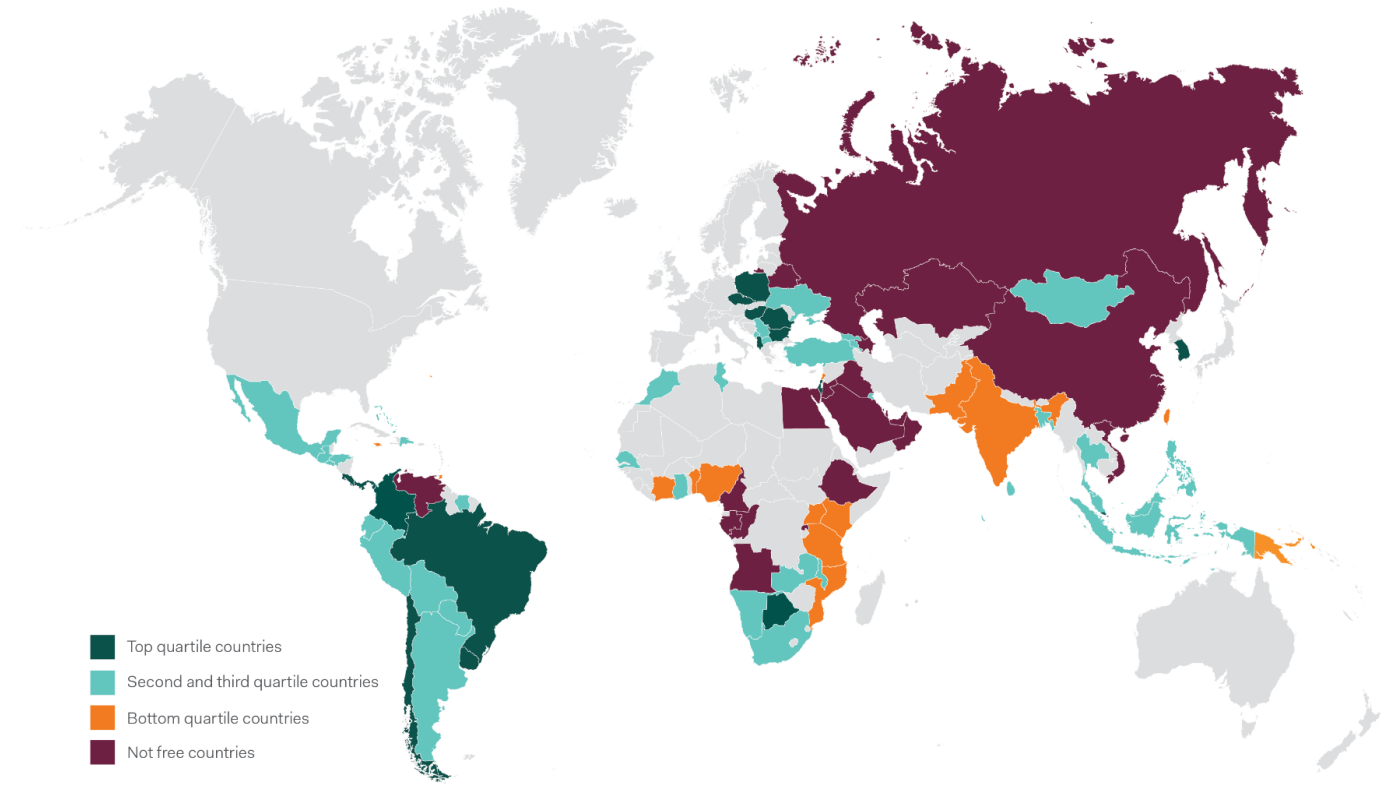 Top quartile countries
Second and third quartile countries
Bottom quartile countries
Not free countries